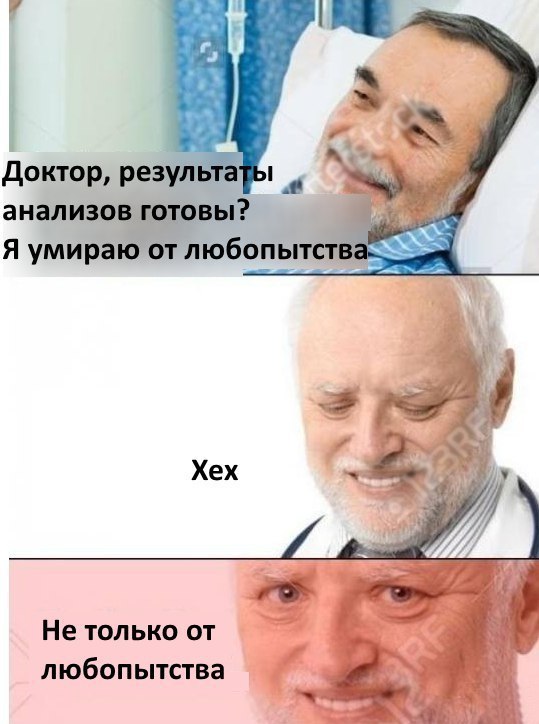 Доктор, результаты
анализов готовы?
Я умираю от любопытства
Хех
Не только от
любопытства